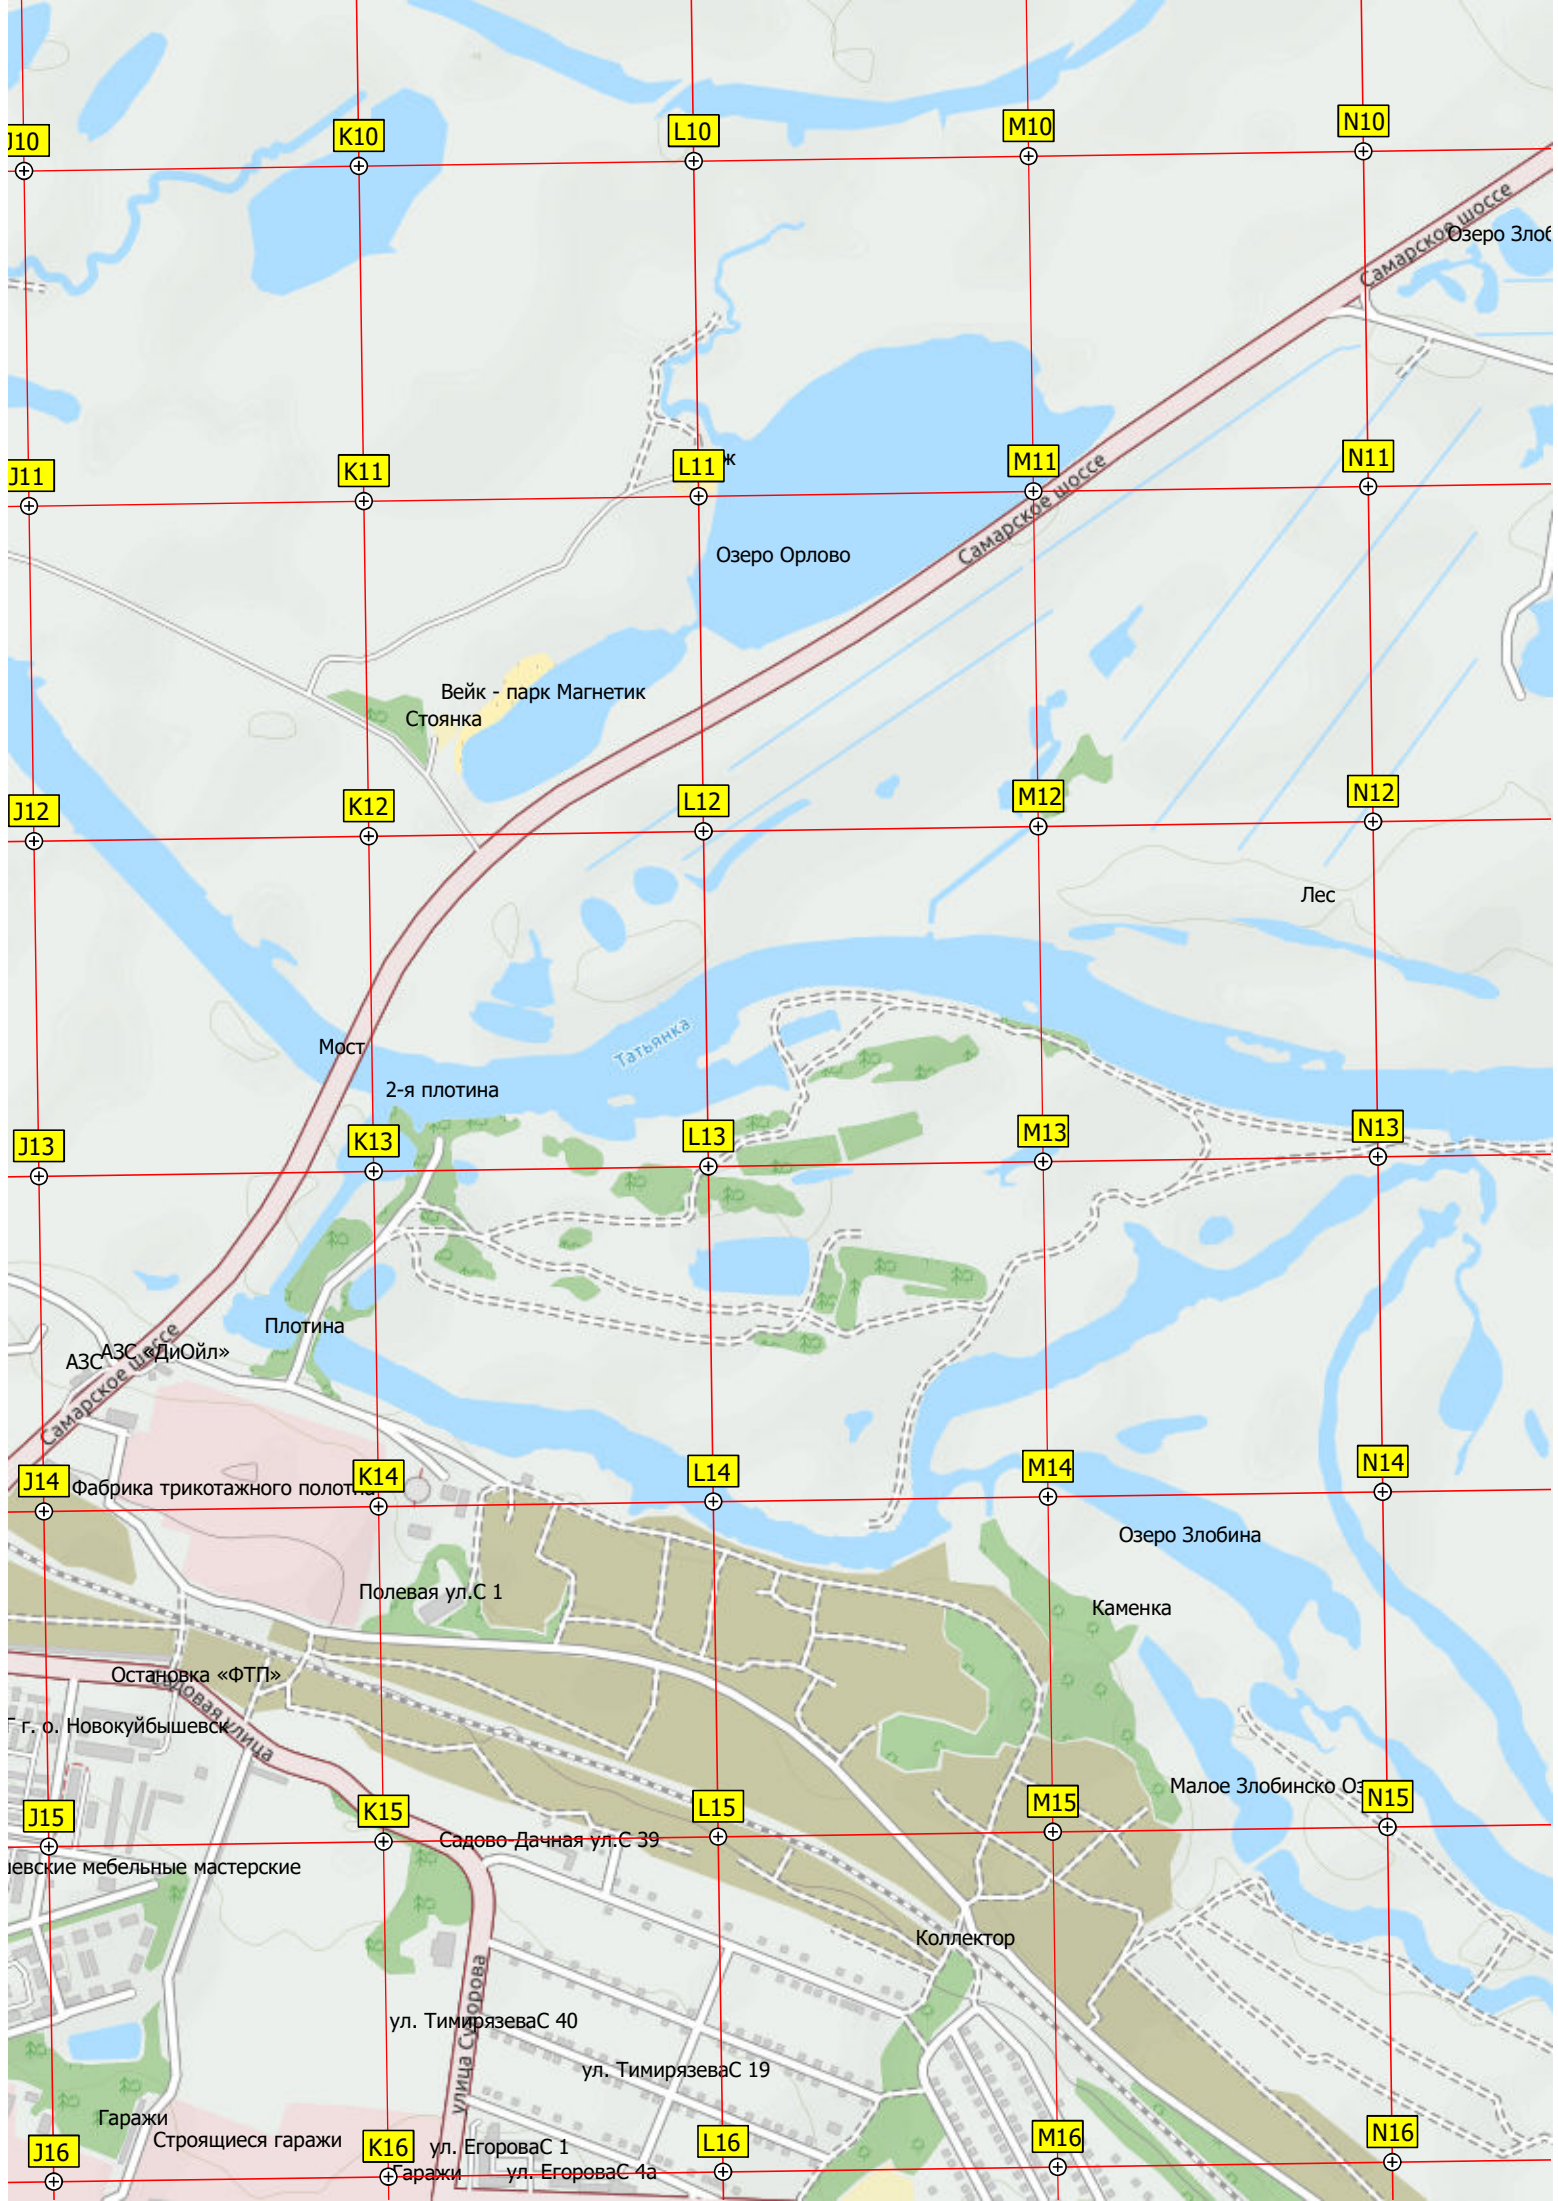 J10
K10
L10
M10
N10
Самарское шоссе
Озеро Злоб
J11
K11
L11
ж
M11
N11
Самарское шоссе
Озеро Орлово
Вейк - парк Магнетик
Стоянка
J12
K12
L12
M12
N12
Лес
Татьянка
Мост
2-я плотина
J13
K13
L13
M13
N13
Плотина
АЗС
АЗС «ДиОйл»
Самарское шоссе
J14
Фабрика трикотажного полотна
K14
L14
M14
N14
Озеро Злобина
Полевая ул.С 1
Каменка
Остановка «ФТП»
Садовая улица
г. о. Новокуйбышевск
Малое Злобинско Оз
J15
K15
L15
M15
N15
Садово-Дачная ул.С 39
левские мебельные мастерские
Коллектор
улица Суворова
ул. ТимирязеваС 40
ул. ТимирязеваС 19
Гаражи
Строящиеся гаражи
J16
K16
L16
M16
N16
ул. ЕгороваС 1
Гаражи
ул. ЕгороваС 4а